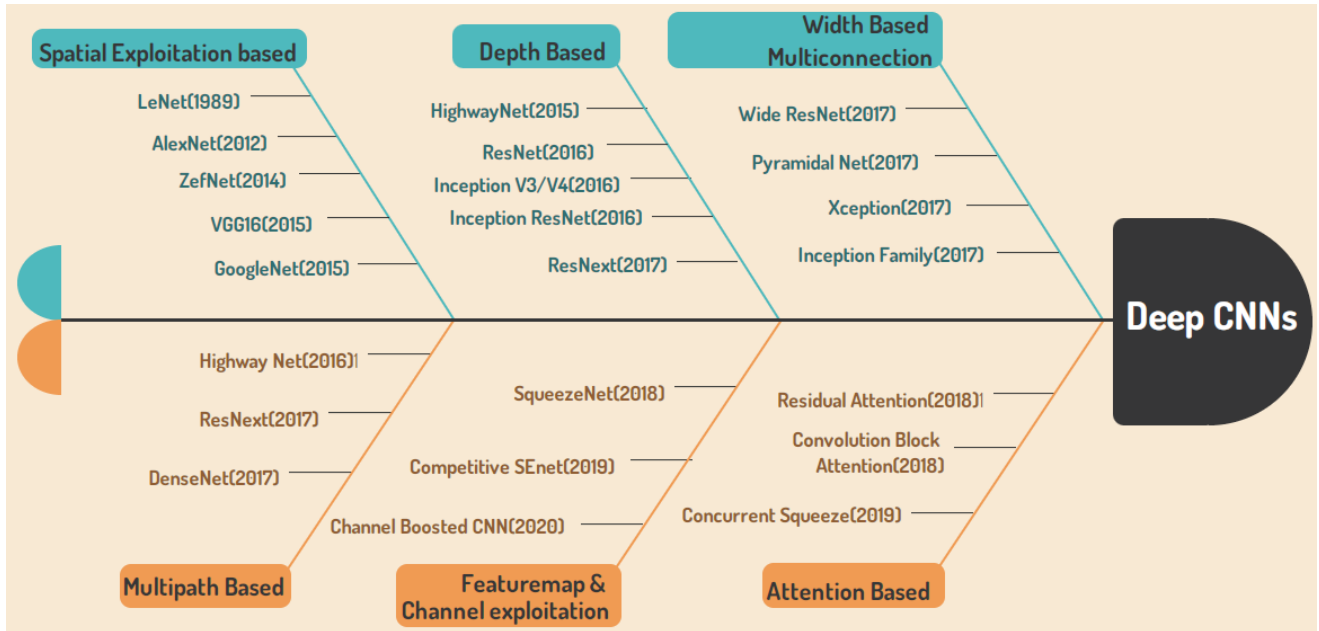 Spatial Exploitation based
LeNet(1989)
AlexNet(2012)
ZefNet(2014)
VGG16(2015)
GoogleNet(2015)
Depth Based
HighwayNet(2015)
ResNet(2016)
Inception V3/V4(2016)
Inception ResNet(2016)
ResNext(2017)
Width Based
Multiconnection
Wide ResNet(2017)
Pyramidal Net(2017)
Xception(2017)
Inception Family(2017)
Deep CNNs
Highway Net(2016)1
ResNext(2017)
DenseNet(2017)
Multipath Based
SqueezeNet(2018)
Competitive SEnet(2019)
Channel Boosted CNN(2020)
Featuremap &
Channel exploitation
Residual Attention(2018)1
Convolution Block
Attention(2018)
Concurrent Squeeze(2019)
Attention Based